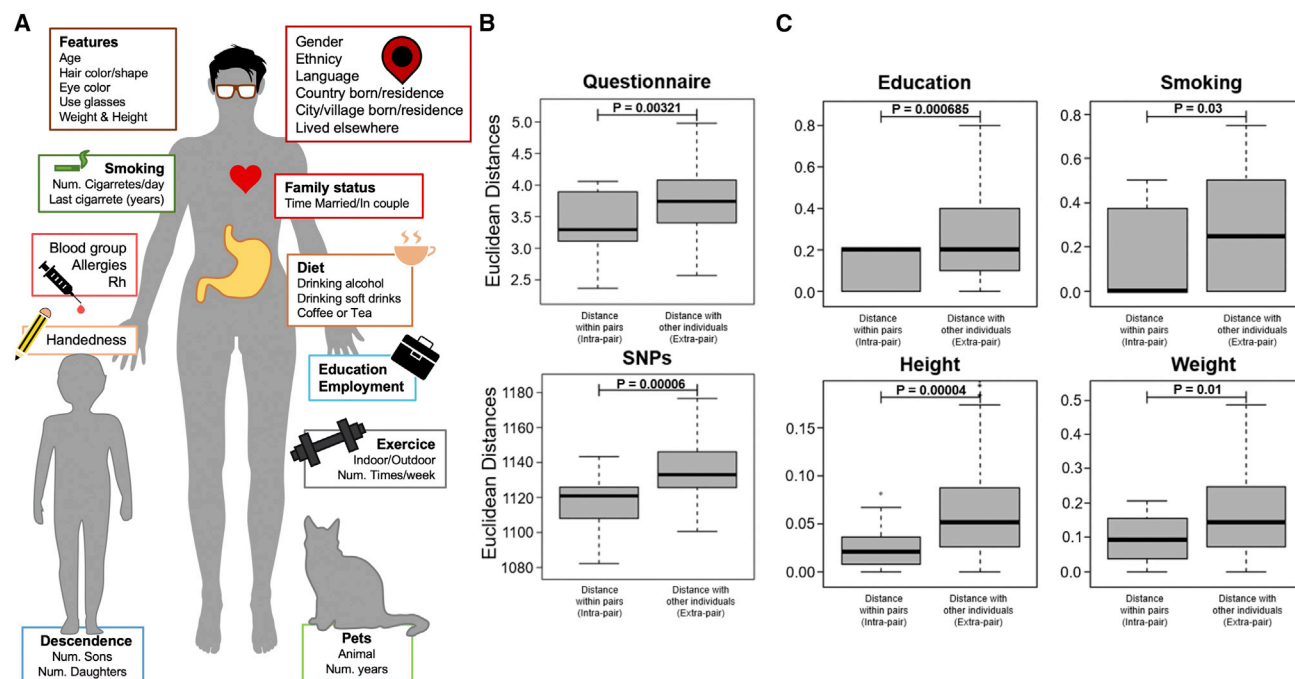 A
Features
Age
Hair color/shape
Eye color
Use glasses
Weight & Height
Gender
Ethnicy
Language
Country born/residence
City/village born/residence
Lived elsewhere
Smoking
Num. Cigarretes/day
Last cigarrete (years)
Family status
Time Married/In couple
Blood group
Allergies
Rh
Diet
Drinking alcohol
Drinking soft drinks
Coffee or Tea
Handedness
Education
Employment
Exercice
Indoor/Outdoor
Num. Times/week
Descendence
Num. Sons
Num. Daughters
Pets
Animal
Num. years
B
Questionnaire
P = 0.00321
Euclidean Distances
5.0
4.5
4.0
3.5
3.0
2.5
Distance
within pairs
(Intra-pair)
Distance with
other individuals
(Extra-pair)
SNPs
P = 0.00006
Euclidean Distances
1180
1160
1140
1120
1100
1080
Distance
within pairs
(Intra-pair)
Distance with
other individuals
(Extra-pair)
C
Education
P = 0.000685
0.8
0.6
0.4
0.2
0.0
Distance
within pairs
(Intra-pair)
Distance with
other individuals
(Extra-pair)
Smoking
P = 0.03
0.8
0.6
0.4
0.2
0.0
Distance
within pairs
(Intra-pair)
Distance with
other individuals
(Extra-pair)
Height
P = 0.00004
0.15
0.10
0.05
0.00
Distance
within pairs
(Intra-pair)
Distance with
other individuals
(Extra-pair)
Weight
P = 0.01
0.5
0.4
0.3
0.2
0.1
0.0
Distance
within pairs
(Intra-pair)
Distance with
other individuals
(Extra-pair)